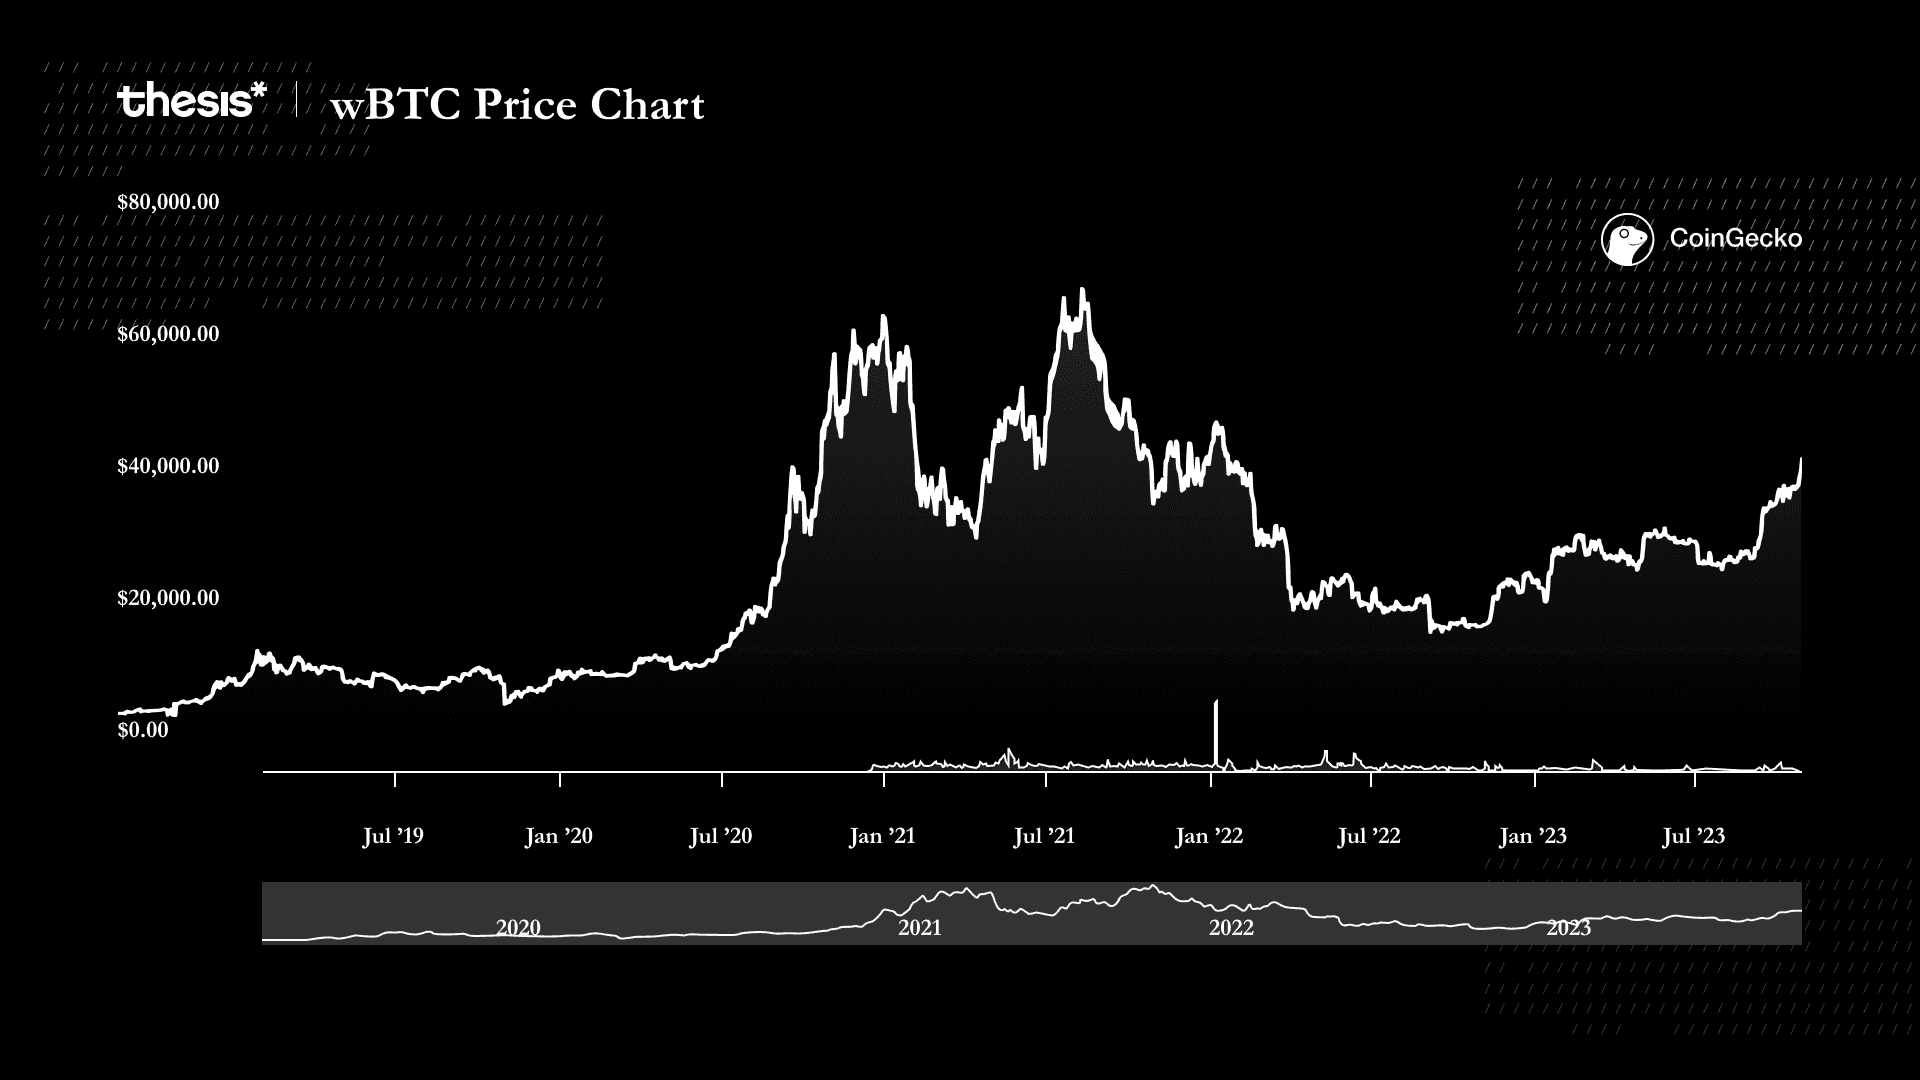 thesis* | wBTC Price Chart
$80,000.00
CoinGecko
$60,000.00
$40,000.00
$20,000.00
$0.00
Jul ’19 Jan ’20 Jul ’20 Jan ’21 Jul ’21 Jan ’22 Jul ’22 Jan ’23 Jul ’23
2020 2021 2022 2023